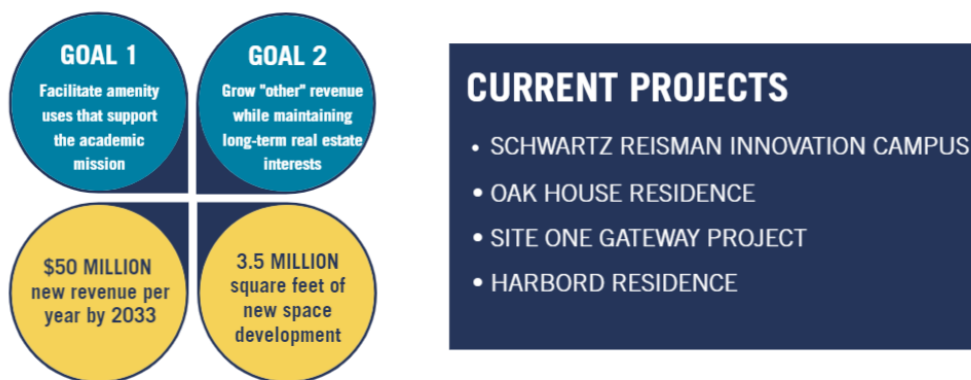 GOAL 1
Facilitate amenity
uses that support
the academic
mission
GOAL 2
Grow "other" revenue
while maintaining
long-term real estate
interests
$50 MILLION
new revenue per
year by 2033
3.5 MILLION
square feet of
new space
development
CURRENT PROJECTS
• SCHWARTZ REISMAN INNOVATION CAMPUS
• OAK HOUSE RESIDENCE
• SITE ONE GATEWAY PROJECT
• HARBORD RESIDENCE